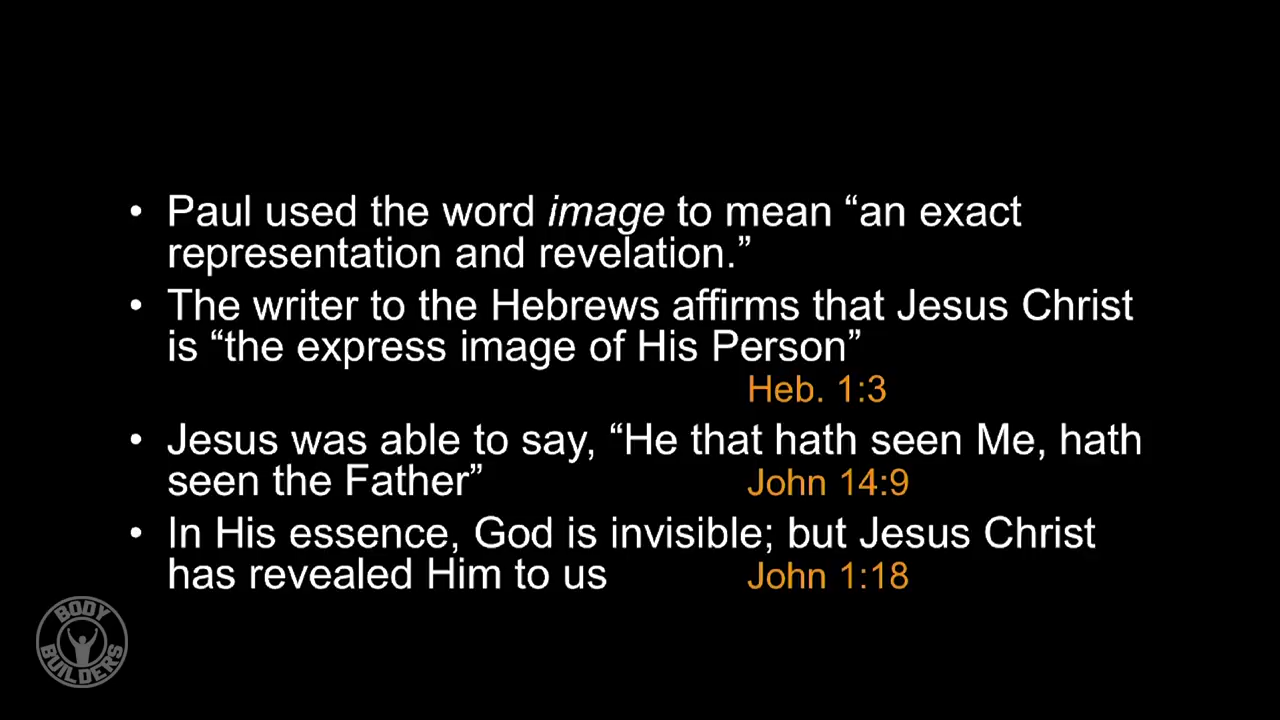 • Paul used the word image to mean “an exact
representation and revelation.”
• The writer to the Hebrews affirms that Jesus Christ
is “the express image of His Person”
Heb. 1:3
• Jesus was able to say, “He that hath seen Me, hath
seen the Father” John 14:9
• In His essence, God is invisible; but Jesus Christ
has revealed Him to us John 1:18
BODY
BUILDERS